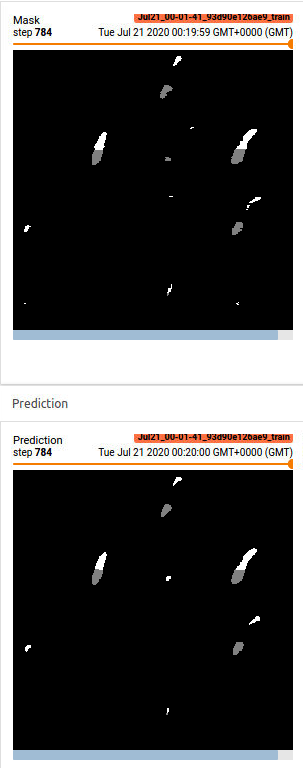 Mask
Jul21_00-01-41_93d90e126ae9_train
step 784
Tue Jul 21 2020 00:19:59 GMT+0000 (GMT)
Prediction
Prediction
Jul21_00-01-41_93d90e126ae9_train
step 784
Tue Jul 21 2020 00:20:00 GMT+0000 (GMT)